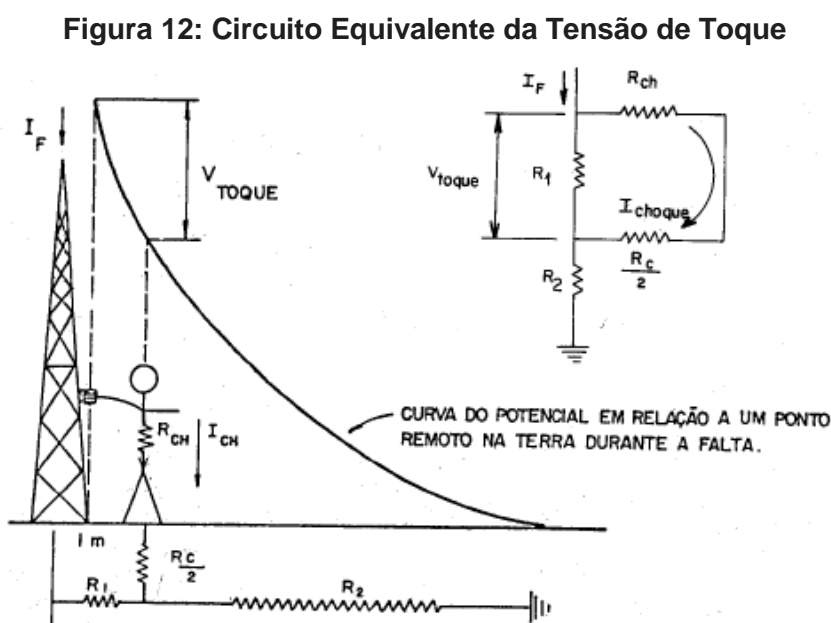 Figura 12: Circuito Equivalente da Tensão de Toque
I_F
R_ch
V_toque
R_1
I_choque
R_c
2
R_2
I_F
V_TOQUE
CURVA DO POTENCIAL EM RELAÇÃO A UM PONTO
REMOTO NA TERRA DURANTE A FALTA.
R_CH
I_CH
1 m
R_c
2
R_1
R_2